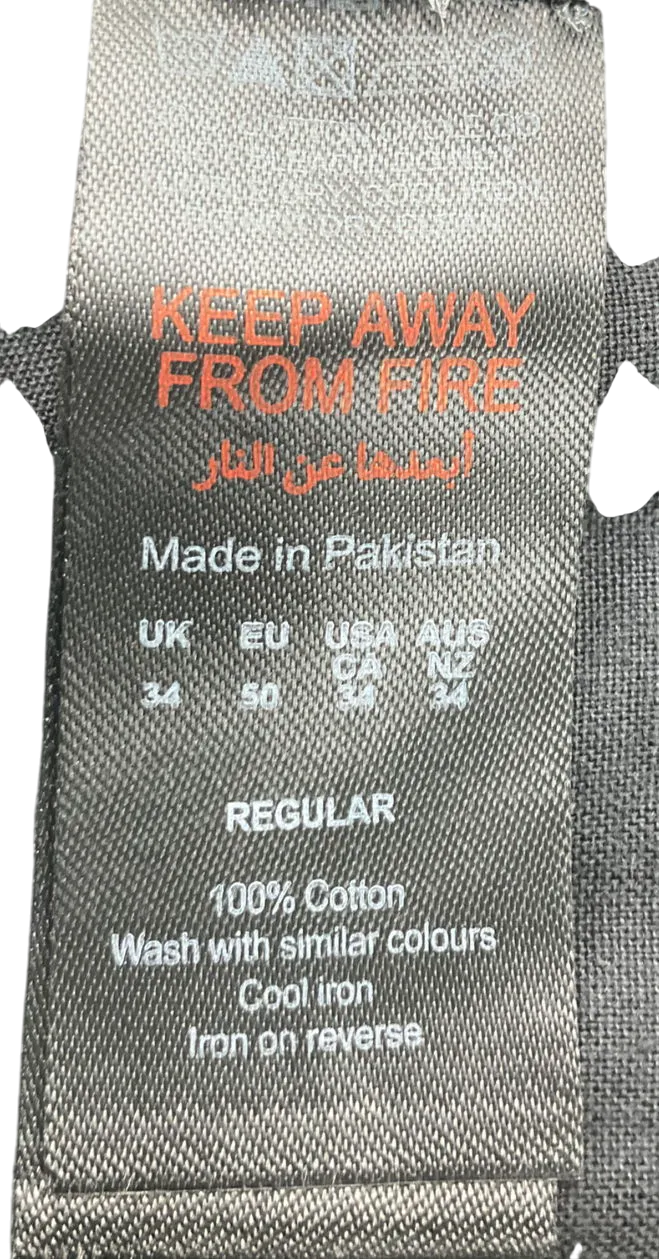 KEEP AWAY
FROM FIRE
أبعدها عن النار
Made in Pakistan
UK EU USA AUS
CA NZ
34 50 34 34
REGULAR
100% Cotton
Wash with similar colours
Cool iron
Iron on reverse